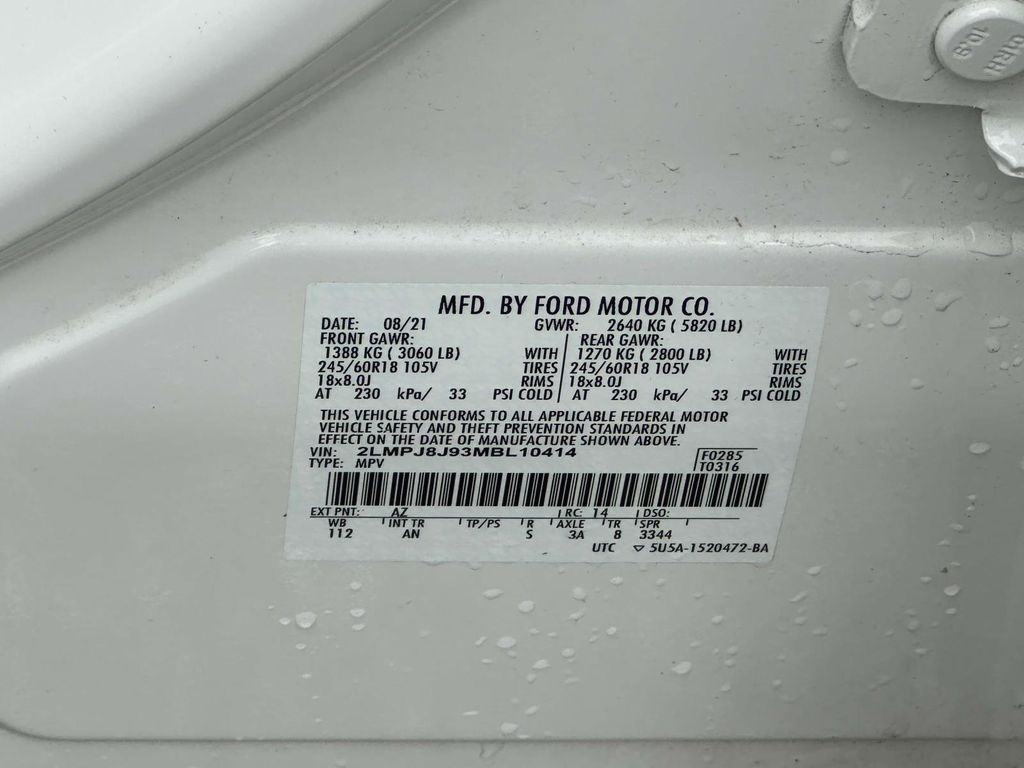 HTR
10.9
MFD. BY FORD MOTOR CO.
DATE: 08/21 GVWR: 2640 KG ( 5820 LB)
FRONT GAWR: REAR GAWR:
1388 KG ( 3060 LB) WITH 1270 KG ( 2800 LB) WITH
245/60R18 105V TIRES 245/60R18 105V TIRES
18x8.0J RIMS 18x8.0J RIMS
AT 230 kPa/ 33 PSI COLD AT 230 kPa/ 33 PSI COLD
THIS VEHICLE CONFORMS TO ALL APPLICABLE FEDERAL MOTOR
VEHICLE SAFETY AND THEFT PREVENTION STANDARDS IN
EFFECT ON THE DATE OF MANUFACTURE SHOWN ABOVE.
VIN: 2LMPJ8J93MBL10414 F0285
TYPE: MPV T0316
EXT PNT: AZ RC: 14 DSO:
WB INT TR TP/PS R AXLE TR SPR
112 AN S 3A 8 3344
UTC ▽ 5U5A-1520472-BA